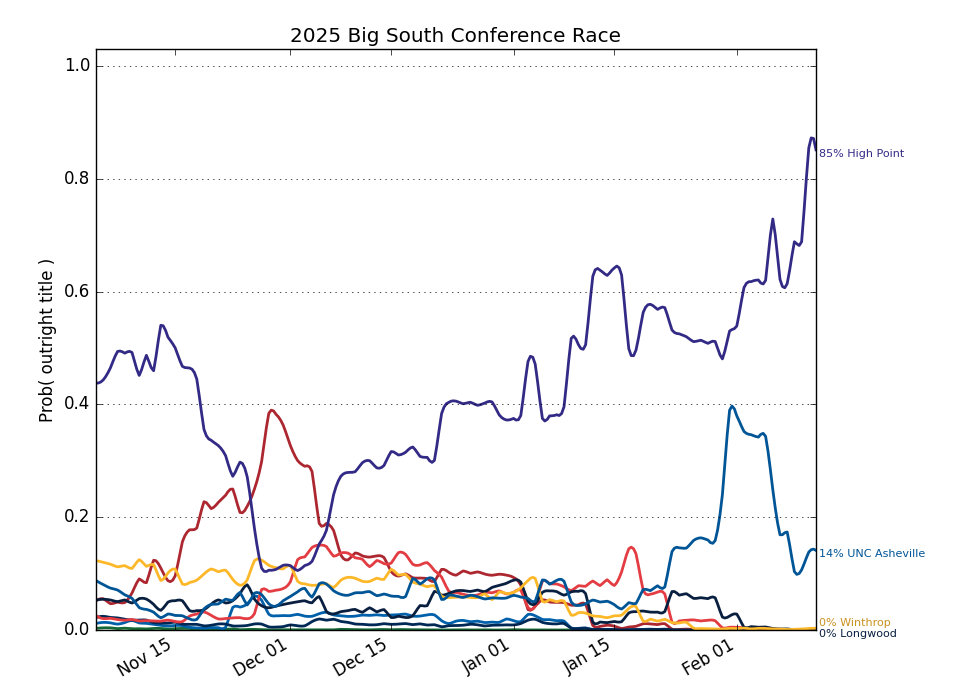 2025 Big South Conference Race
1.0
0.8
0.6
0.4
0.2
0.0
Prob( outright title )
Nov 15
Dec 01
Dec 15
Jan 01
Jan 15
Feb 01
85% High Point
14% UNC Asheville
0% Winthrop
0% Longwood